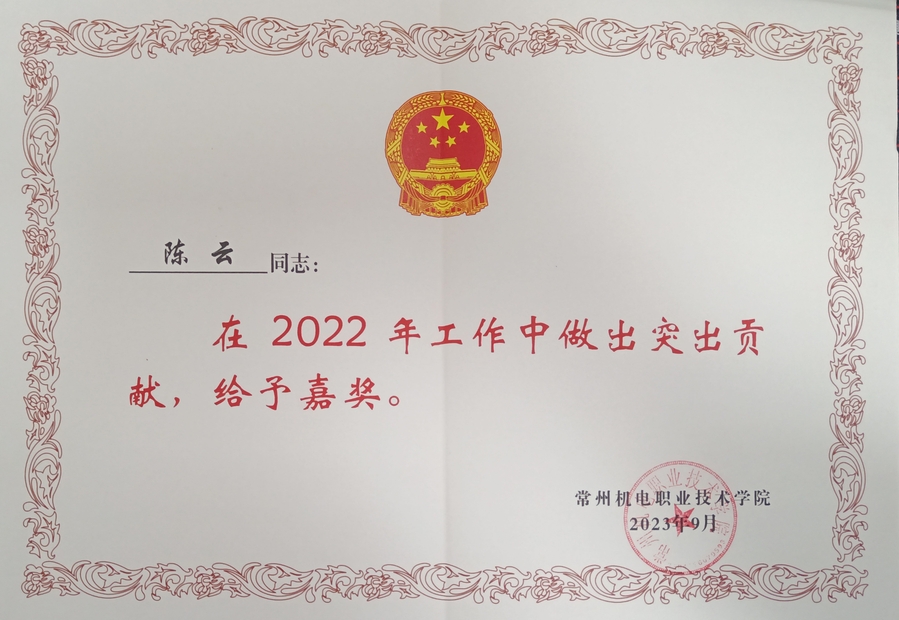 陈云同志：
在 2022 年工作中做出突出贡
献，给予嘉奖。
常州机电职业技术学院
2023年9月